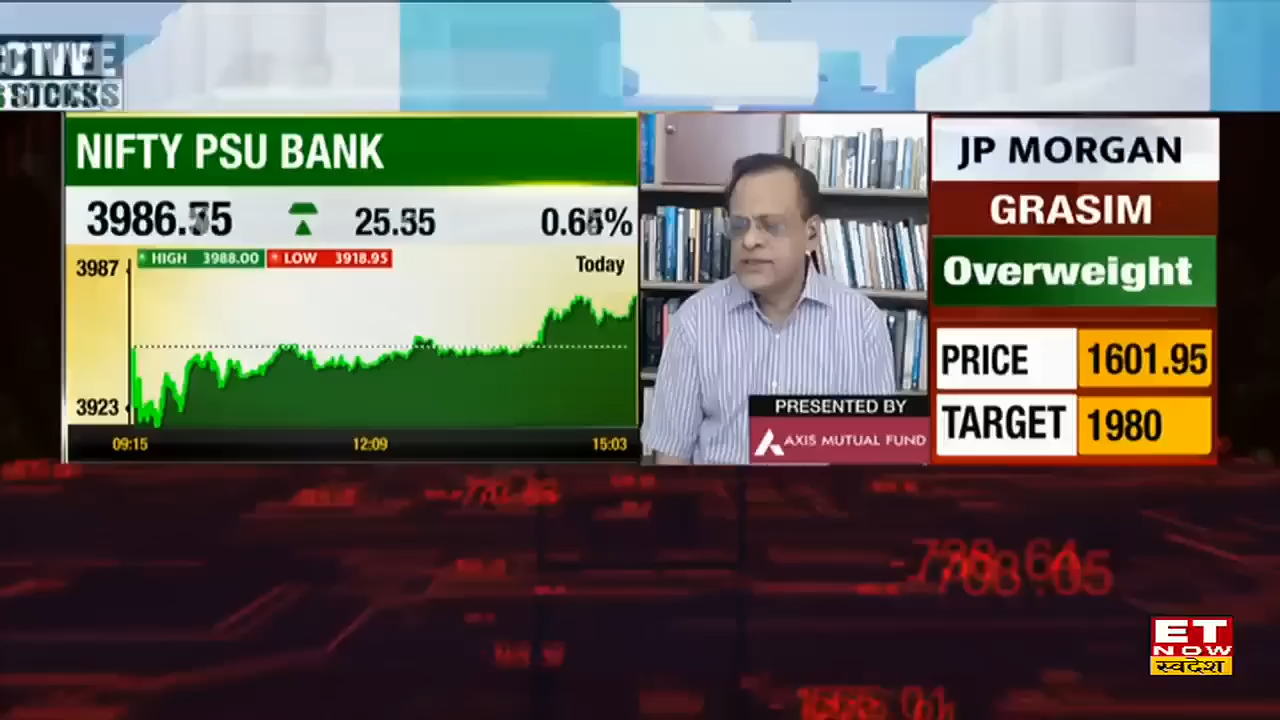 STOCKS
NIFTY PSU BANK
25.55
HIGH 3988.00 LOW 3918.95
Today
3987
3923
09:15 12:09 15:03
PRESENTED BY
AXIS MUTUAL FUND
JP MORGAN
GRASIM
Overweight
PRICE 1601.95
TARGET 1980
ET
NOW
स्वदेश